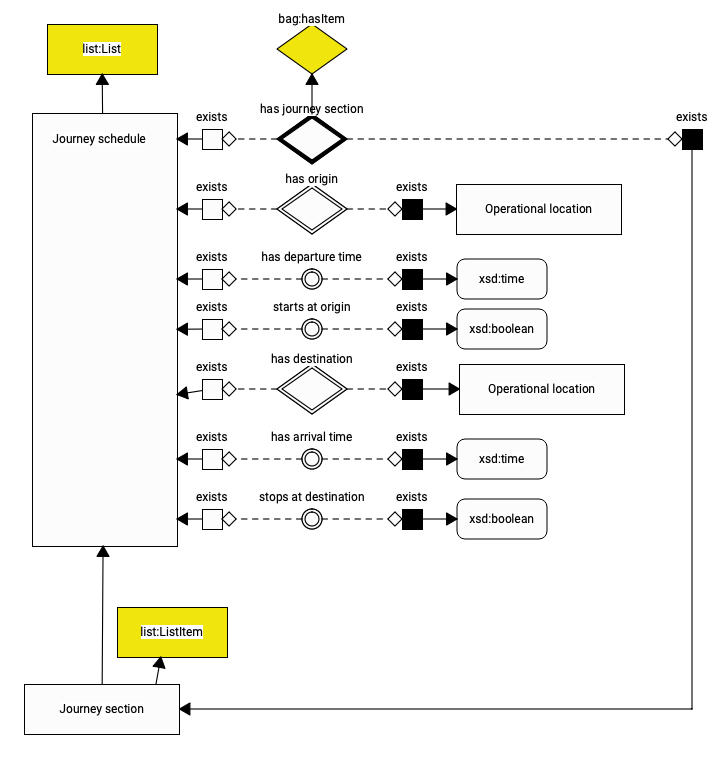 bag:hasItem
list:List
has journey section
exists
exists
Journey schedule
has origin
exists
exists
Operational location
has departure time
exists
exists
xsd:time
starts at origin
exists
exists
xsd:boolean
has destination
exists
exists
Operational location
has arrival time
exists
exists
xsd:time
stops at destination
exists
exists
xsd:boolean
list:ListItem
Journey section